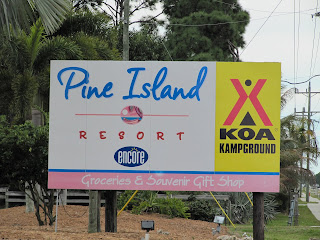 Pine Island
RESORT
encore
KOA
KAMPGROUND
Groceries & Souvenir Gift Shop